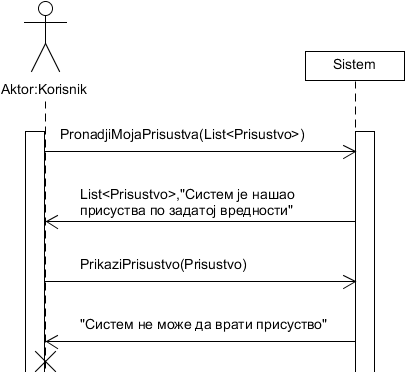 Sistem
Aktor:Korisnik
PronadjiMojaPrisustva(List<Prisustvo>)
List<Prisustvo>,"Систем је нашао
присуства по задатој вредности"
PrikaziPrisustvo(Prisustvo)
"Систем не може да врати присуство"